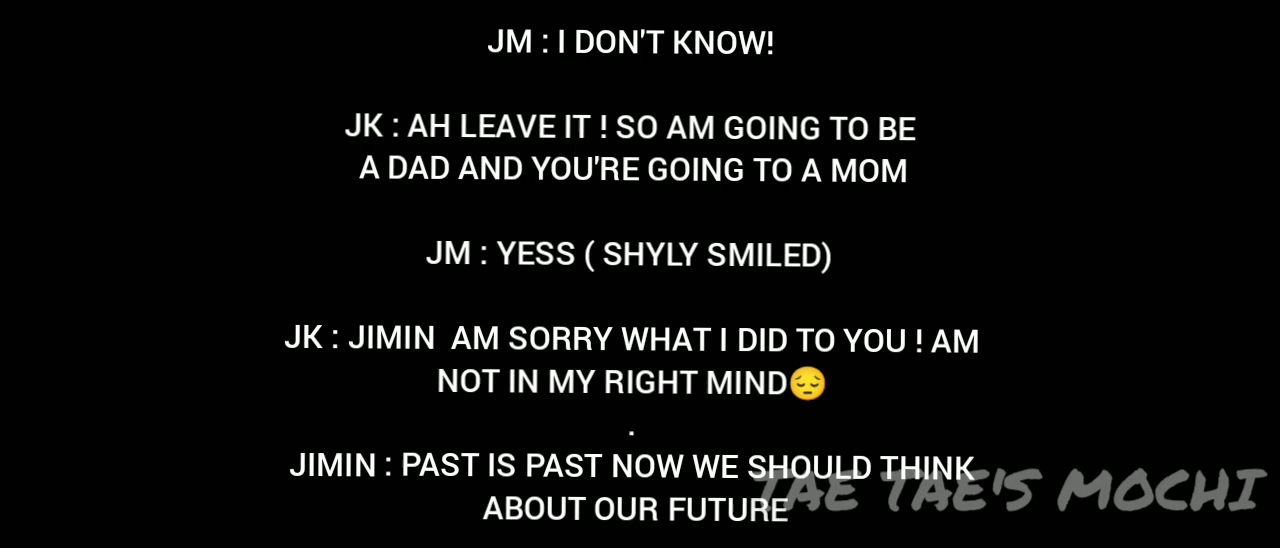 JM : I DON'T KNOW!
JK : AH LEAVE IT ! SO AM GOING TO BE
A DAD AND YOU'RE GOING TO A MOM
JM : YESS ( SHYLY SMILED)
JK : JIMIN  AM SORRY WHAT I DID TO YOU ! AM
NOT IN MY RIGHT MIND😔
.
JIMIN : PAST IS PAST NOW WE SHOULD THINK
ABOUT OUR FUTURE
TAE TAE'S MOCHI